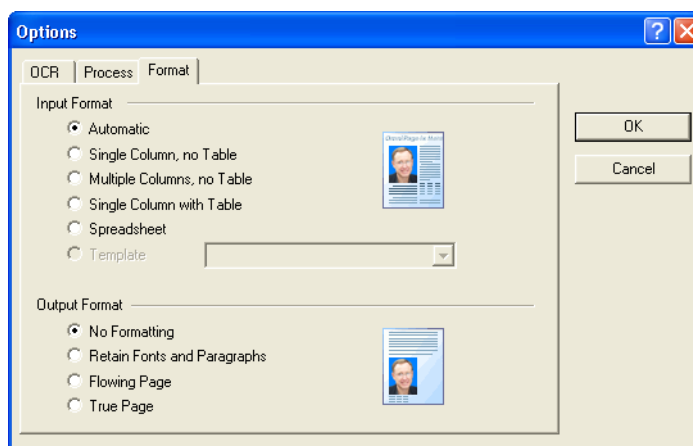 Options
OCR Process Format
Input Format
Automatic
Single Column, no Table
Multiple Columns, no Table
Single Column with Table
Spreadsheet
Template
Output Format
No Formatting
Retain Fonts and Paragraphs
Flowing Page
True Page
OK
Cancel